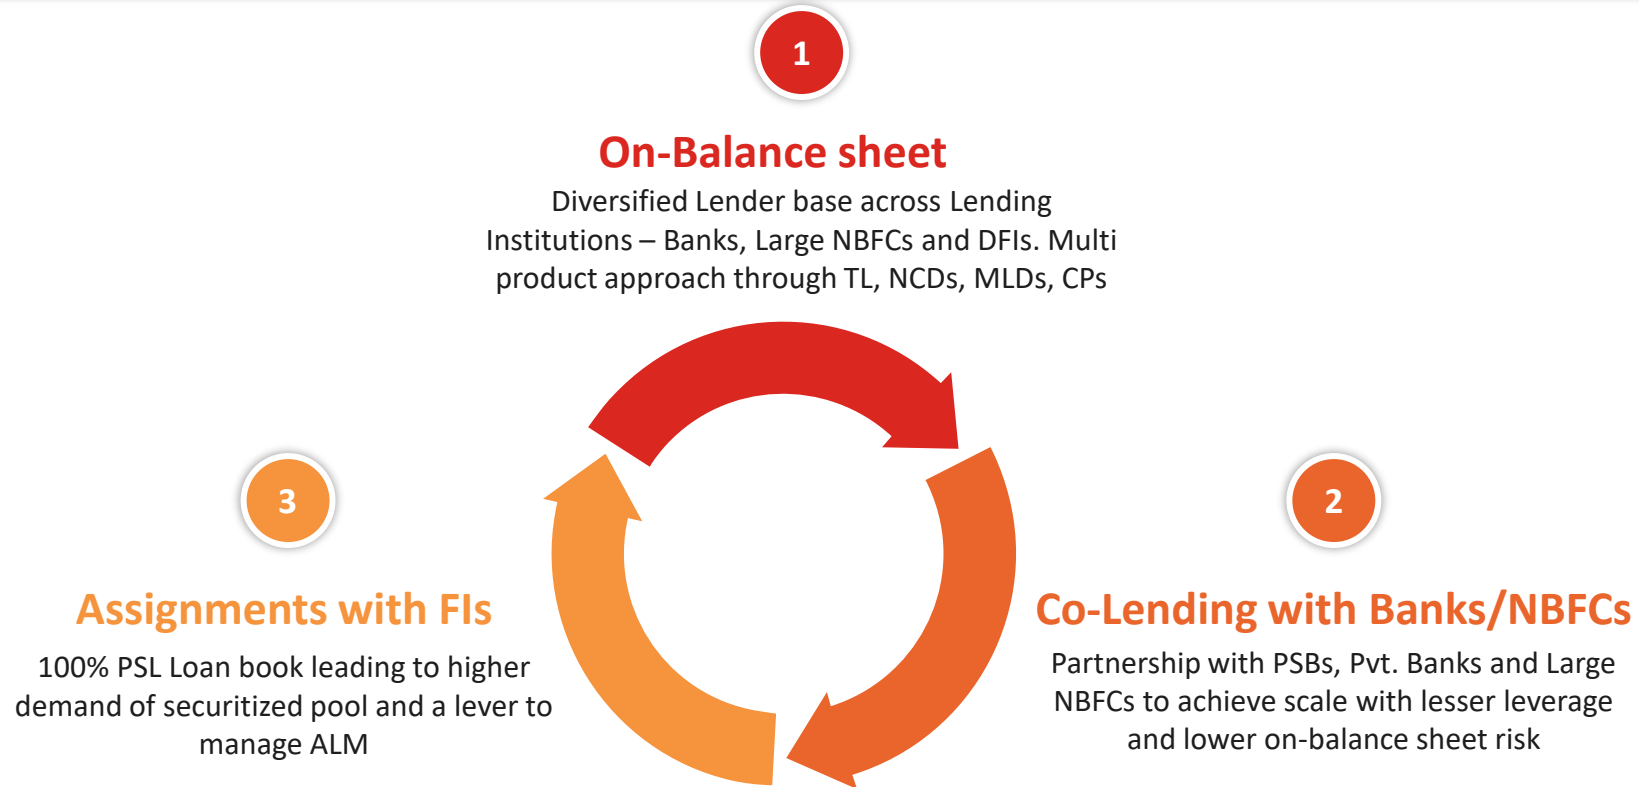 1
On-Balance sheet
Diversified Lender base across Lending
Institutions – Banks, Large NBFCs and DFIs. Multi
product approach through TL, NCDs, MLDs, CPs
2
Co-Lending with Banks/NBFCs
Partnership with PSBs, Pvt. Banks and Large
NBFCs to achieve scale with lesser leverage
and lower on-balance sheet risk
3
Assignments with FIs
100% PSL Loan book leading to higher
demand of securitized pool and a lever to
manage ALM